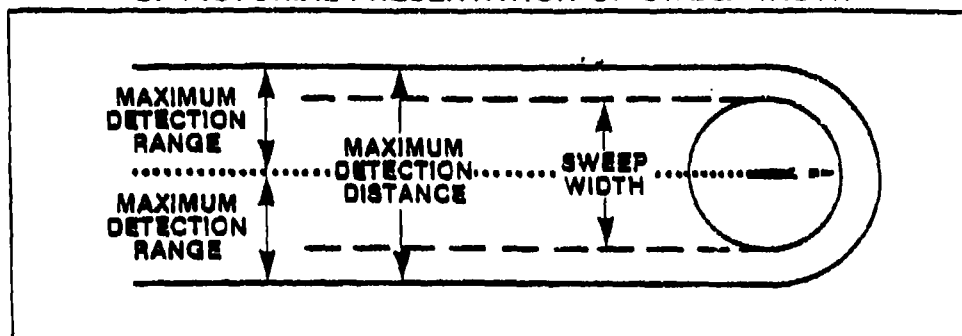 MAXIMUM
DETECTION
RANGE
MAXIMUM
DETECTION
DISTANCE
SWEEP
WIDTH
MAXIMUM
DETECTION
RANGE